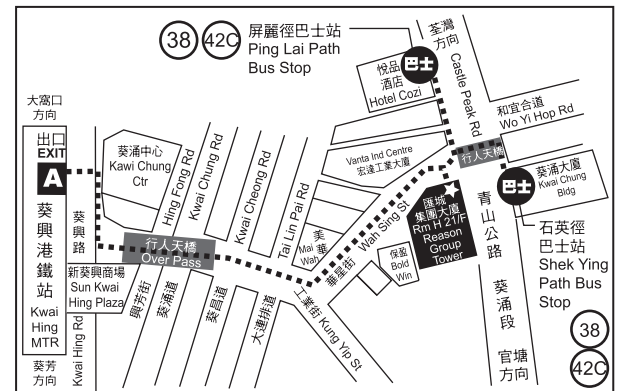 38
42C
屏麗徑巴士站
Ping Lai Path
Bus Stop
荃灣
方向
Castle Peak Rd
悅品
酒店
Hotel Cozi
巴士
和宜合道
Wo Yi Hop Rd
大窩口
方向
出口
EXIT
A
葵興港鐵站
Kwai
Hing
MTR
葵芳
方向
葵興路
Kwai Hing Rd
葵涌中心
Kawi Chung
Ctr
新葵興商場
Sun Kwai
Hing Plaza
Hing Fong Rd
Kwai Chung Rd
Kwai Cheong Rd
Tai Lin Pai Rd
行人天橋
Over Pass
興芳街
葵涌道
葵昌道
大連排道
美華
Mai
Wah
Vanta Ind Centre
宏達工業大廈
Wah Sing St
華星街
工業街 Kung Yip St
保盈
Bold
Win
匯城
集團大廈
Rm H 21/F
Reason
Group
Tower
行人天橋
青山公路
葵涌段
官塘
方向
巴士
葵涌大廈
Kwai Chung
Bldg
石英徑
巴士站
Shek Ying
Path Bus
Stop
38
42C